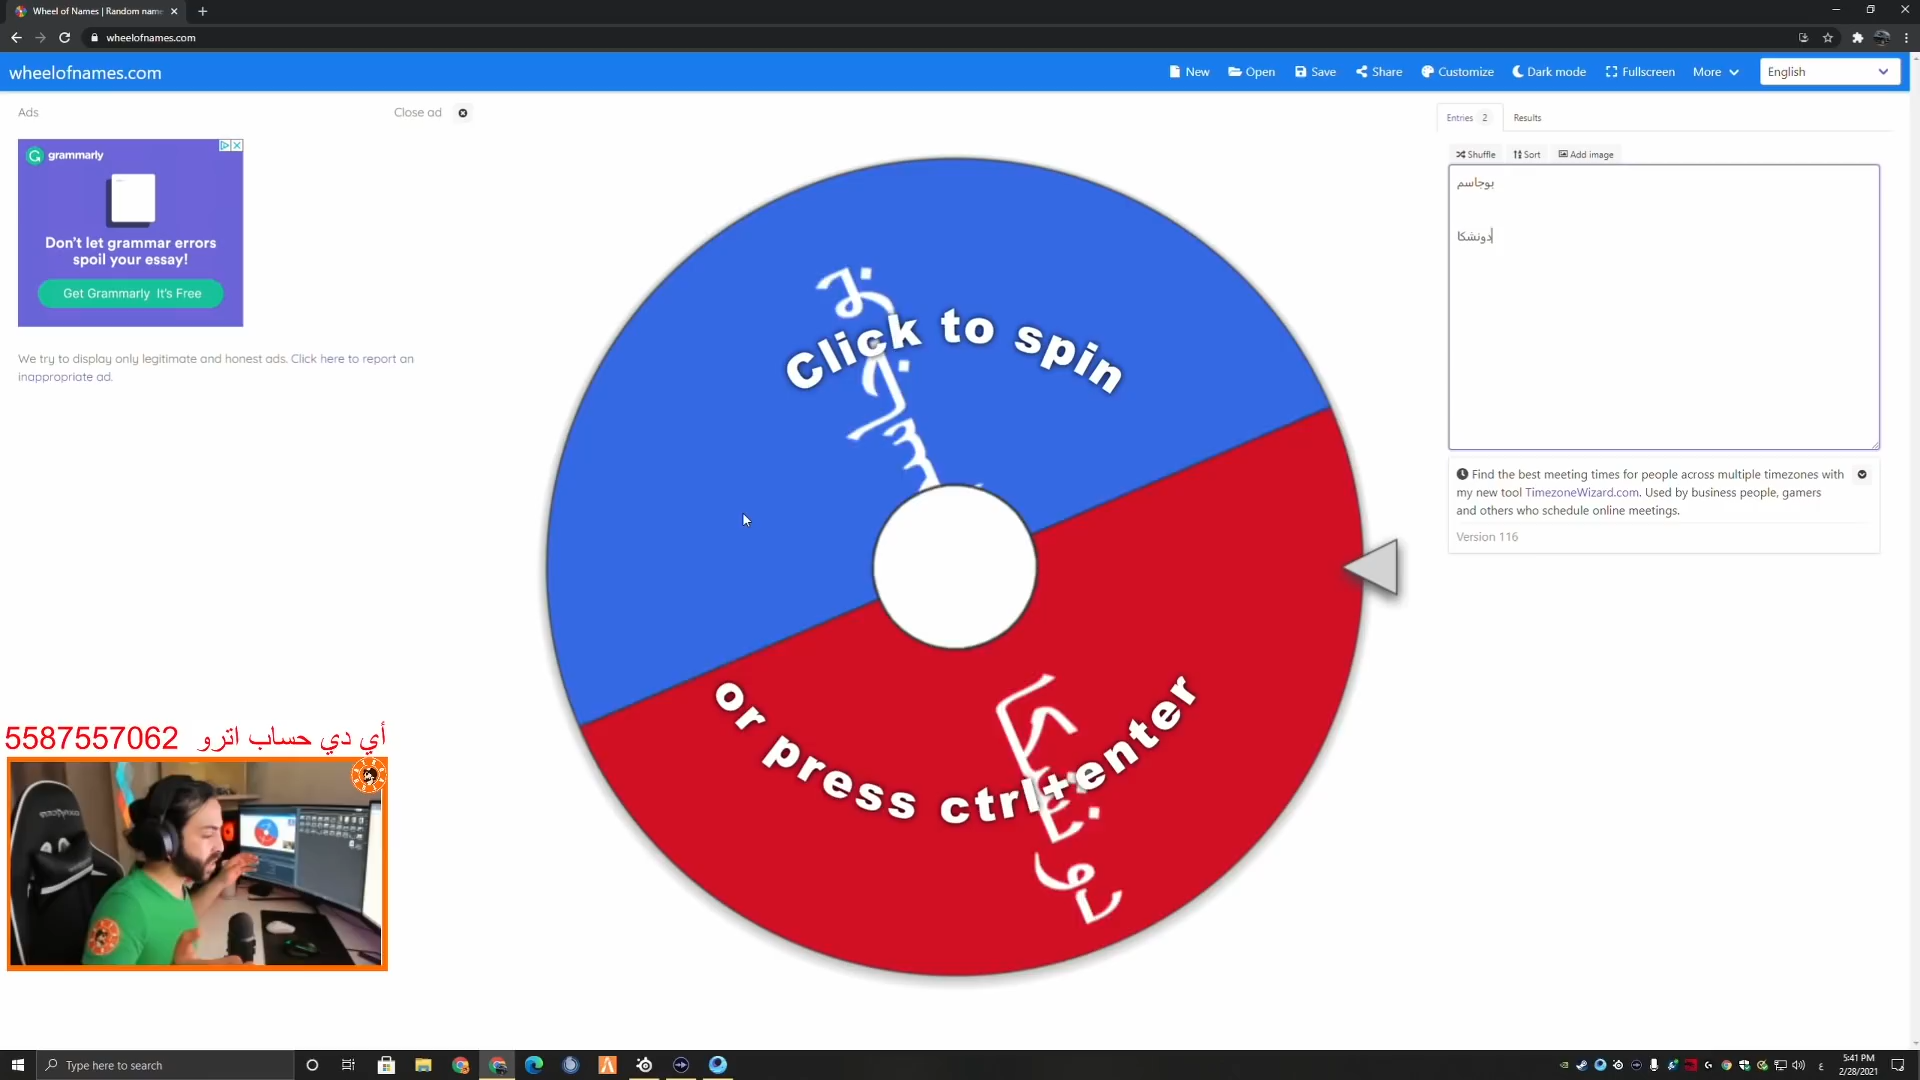 Wheel of Names | Random name
wheelofnames.com
wheelofnames.com
New
Open
Save
Share
Customize
Dark mode
Fullscreen
More
English
Ads
Close ad
grammarly
Don't let grammar errors
spoil your essay!
Get Grammarly It's Free
We try to display only legitimate and honest ads. Click here to report an
inappropriate ad.
بوجاسم
Click to spin
دونشكا
or press ctrl+enter
Entries 2
Results
Shuffle
Sort
Add image
بوجاسم
دونشكا
Find the best meeting times for people across multiple timezones with
my new tool TimezoneWizard.com. Used by business people, gamers
and others who schedule online meetings.
Version 116
أي دي حساب اترو 5587557062
Type here to search
ع
5:41 PM
2/28/2021